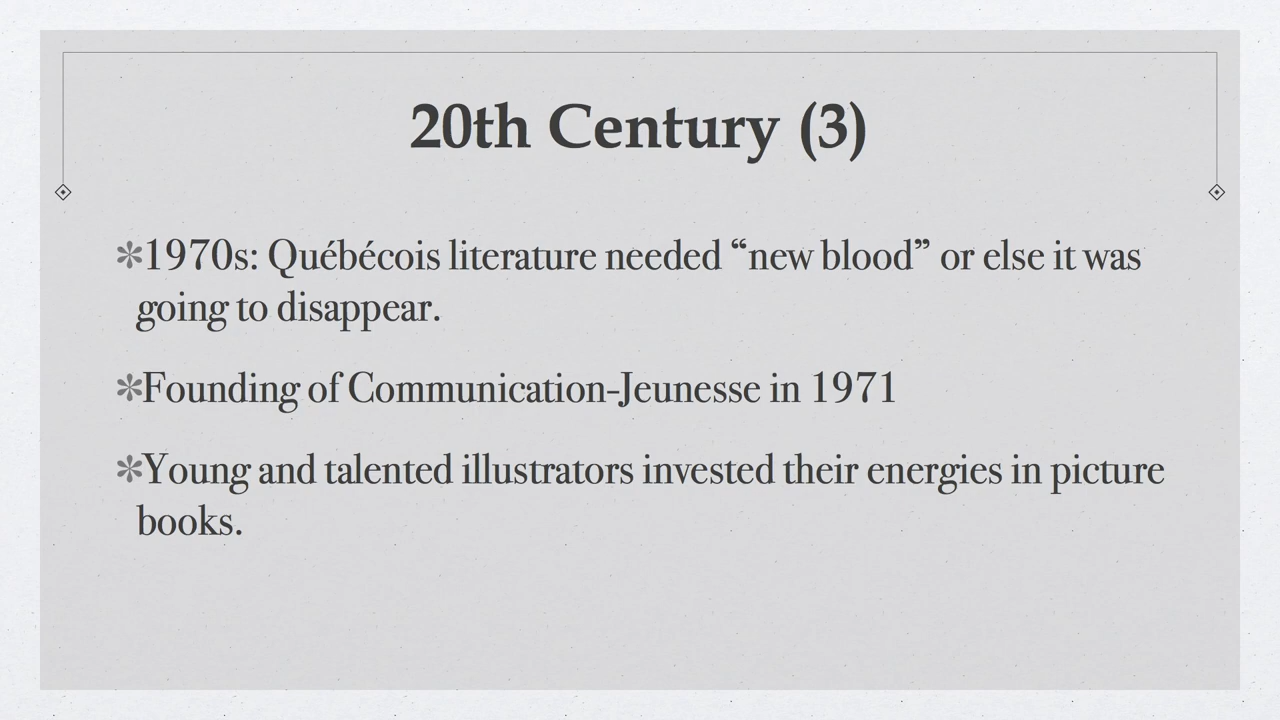 20th Century (3)
✻1970s: Québécois literature needed “new blood” or else it was
going to disappear.
✻Founding of Communication-Jeunesse in 1971
✻Young and talented illustrators invested their energies in picture
books.